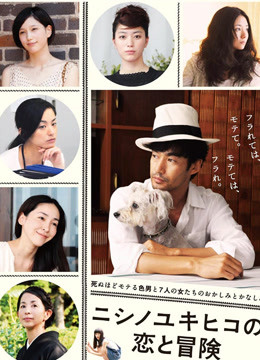 フラれては、
モテて。
モテては、
フラれ。
死ぬほどモテる色男と7人の女たちのおかしみとかなし
ニシノユキヒコの
恋と冒険